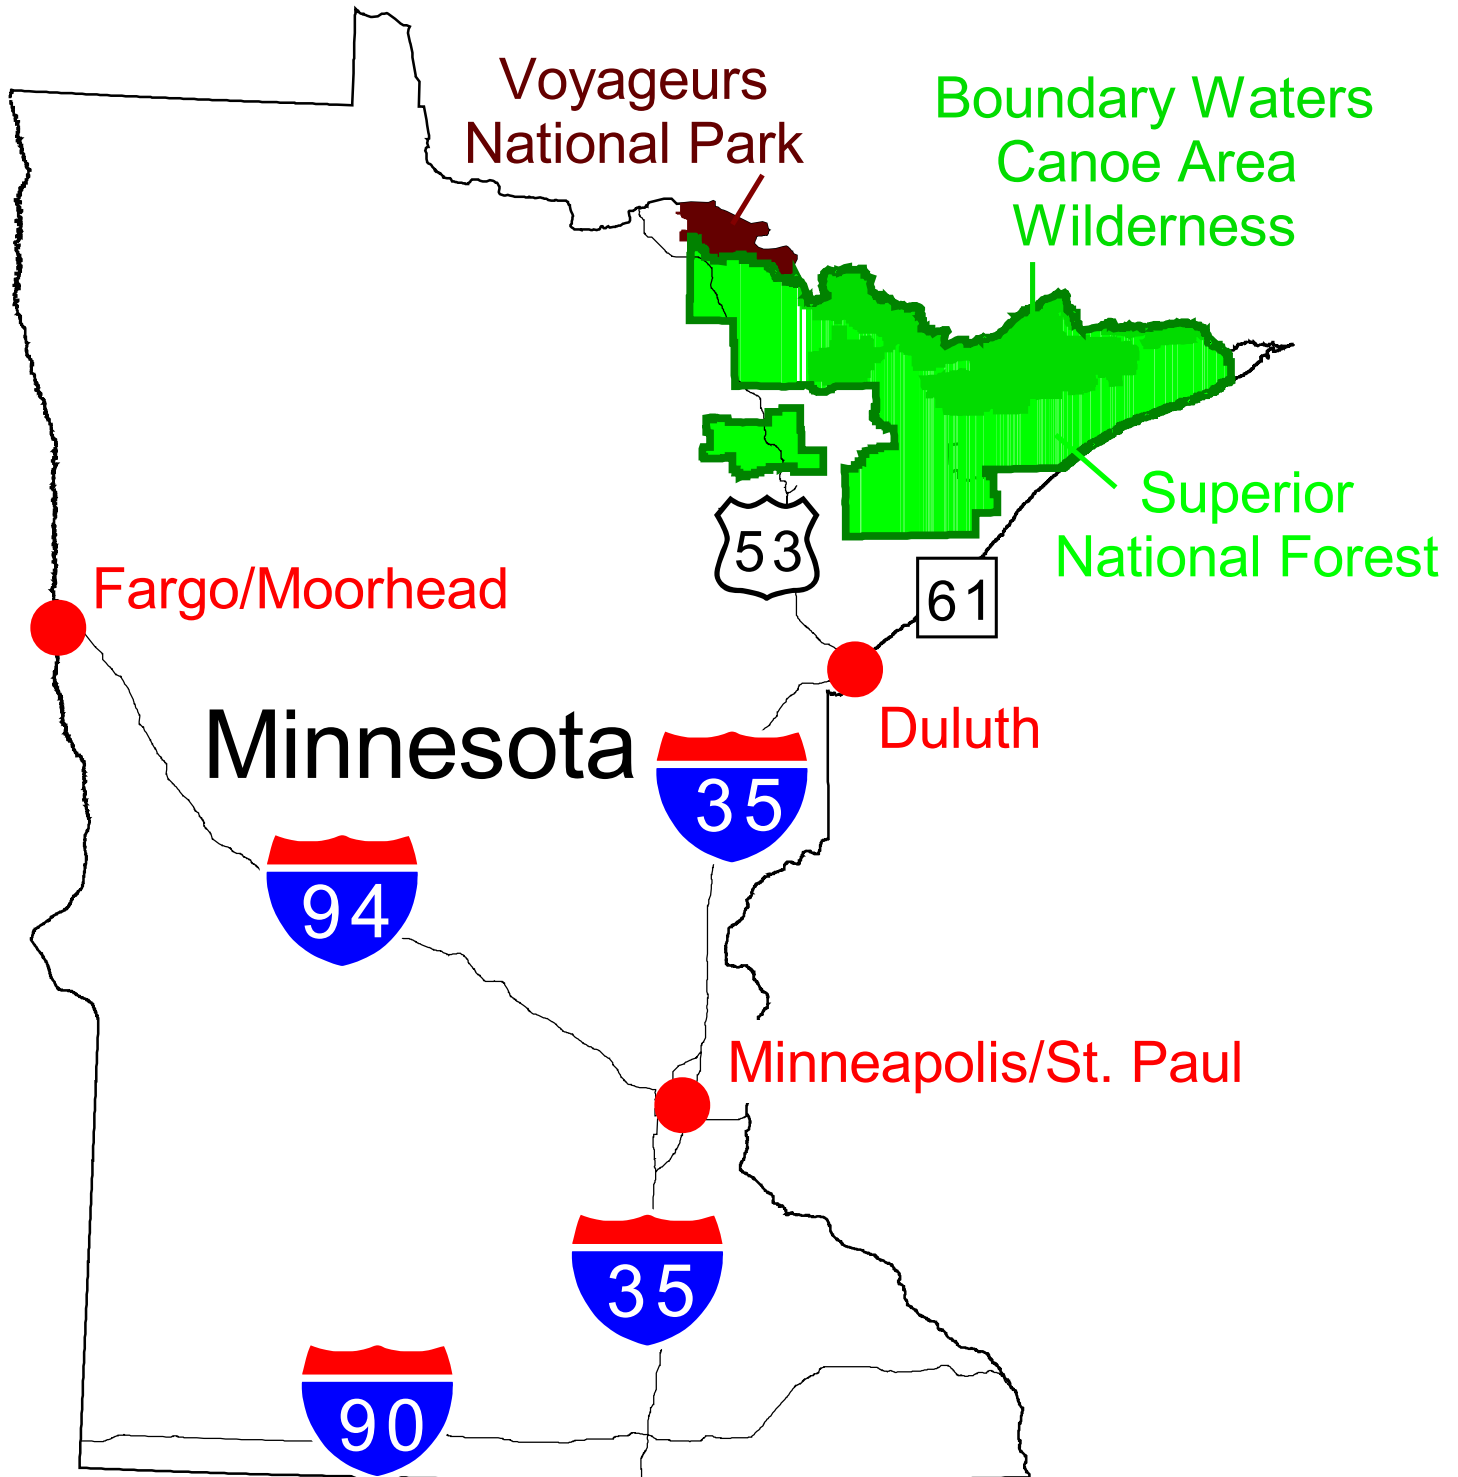 Voyageurs
National Park
Boundary Waters
Canoe Area
Wilderness
Superior
National Forest
53
61
Fargo/Moorhead
Duluth
Minnesota
35
94
Minneapolis/St. Paul
35
90